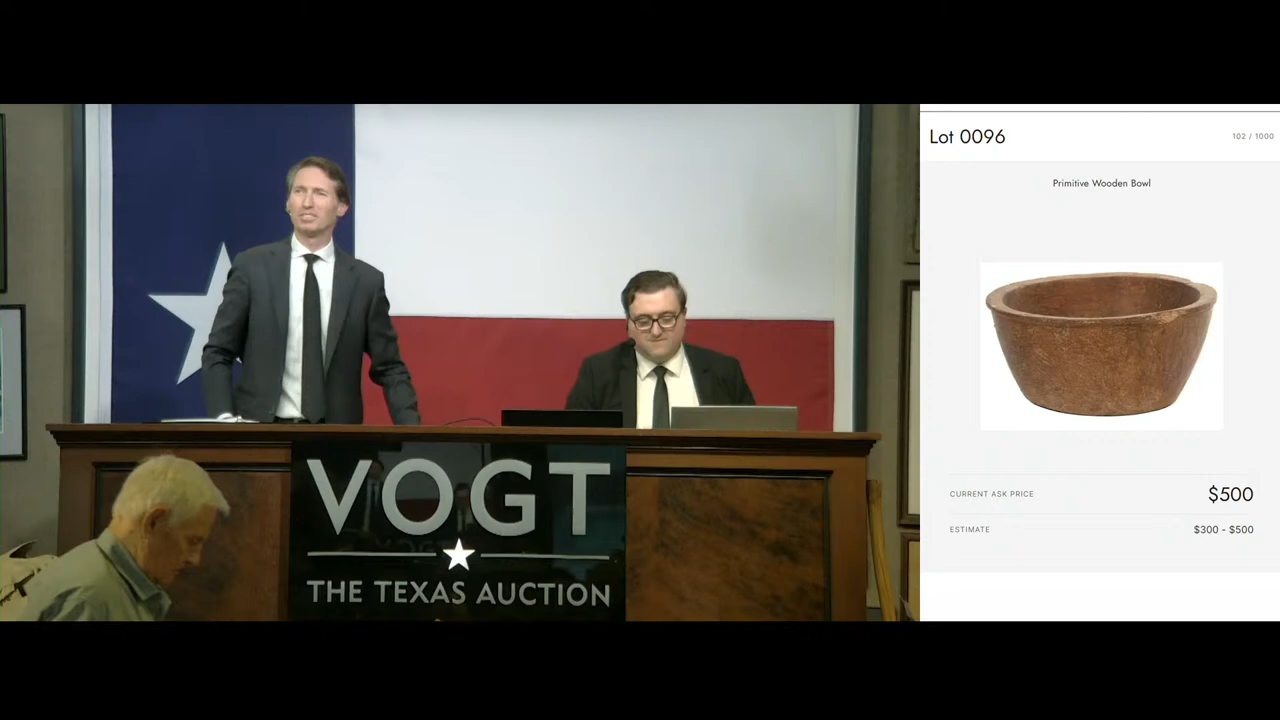 VOGT
THE TEXAS AUCTION
Lot 0096
102 / 1000
Primitive Wooden Bowl
CURRENT ASK PRICE
$500
ESTIMATE
$300 - $500